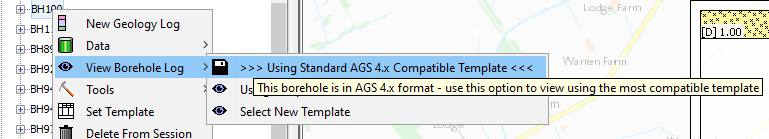 BH100
New Geology Log
BH11
Data
BH89
BH92
View Borehole Log
>>> Using Standard AGS 4.x Compatible Template <<<
BH9
Tools
This borehole is in AGS 4.x format - use this option to view using the most compatible template
BH94
Set Template
Select New Template
BH97
Delete From Session
Lodge Farm
Warren Farm
[D] 1.00